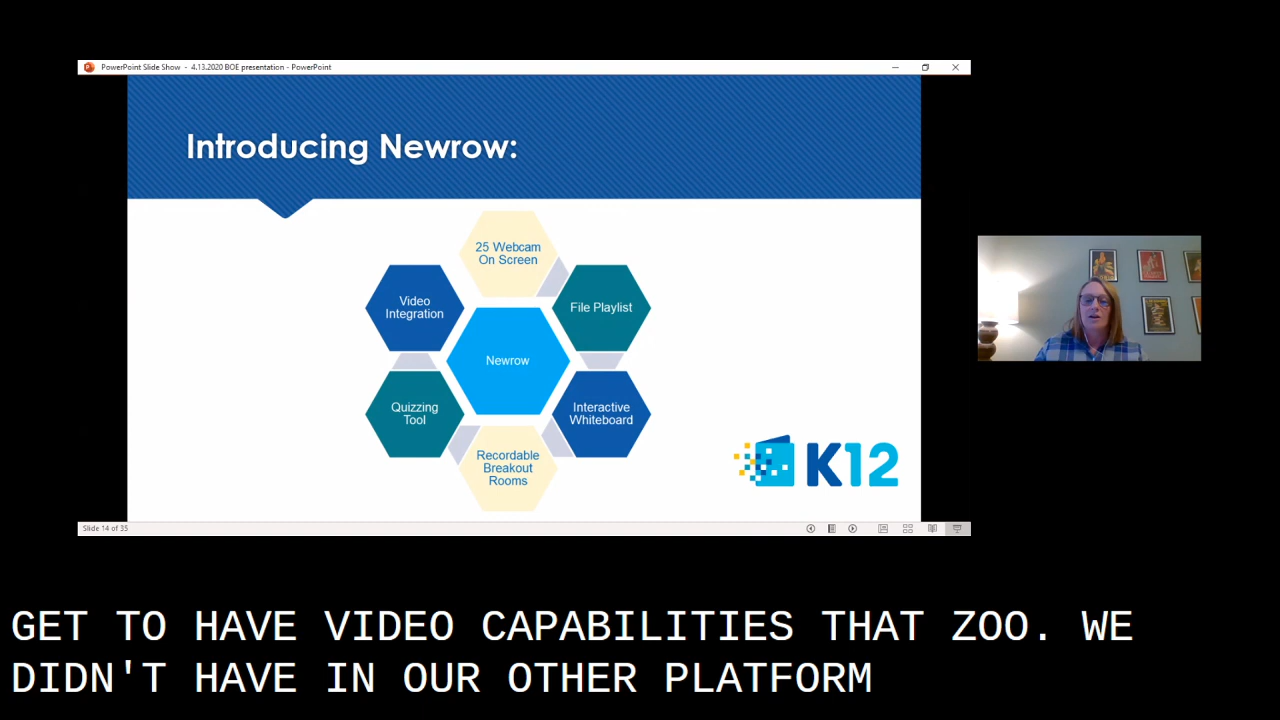 PowerPoint Slide Show - 4.13.2020 BOE presentation - PowerPoint
Introducing Newrow:
25 Webcam
On Screen
Video
Integration
File Playlist
Newrow
Quizzing
Tool
Interactive
Whiteboard
Recordable
Breakout
Rooms
K12
Slide 14 of 35
GET TO HAVE VIDEO CAPABILITIES THAT ZOO. WE
DIDN'T HAVE IN OUR OTHER PLATFORM